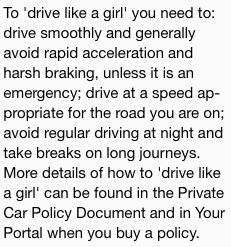 To 'drive like a girl' you need to:
drive smoothly and generally
avoid rapid acceleration and
harsh braking, unless it is an
emergency; drive at a speed ap-
propriate for the road you are on;
avoid regular driving at night and
take breaks on long journeys.
More details of how to 'drive like
a girl' can be found in the Private
Car Policy Document and in Your
Portal when you buy a policy.